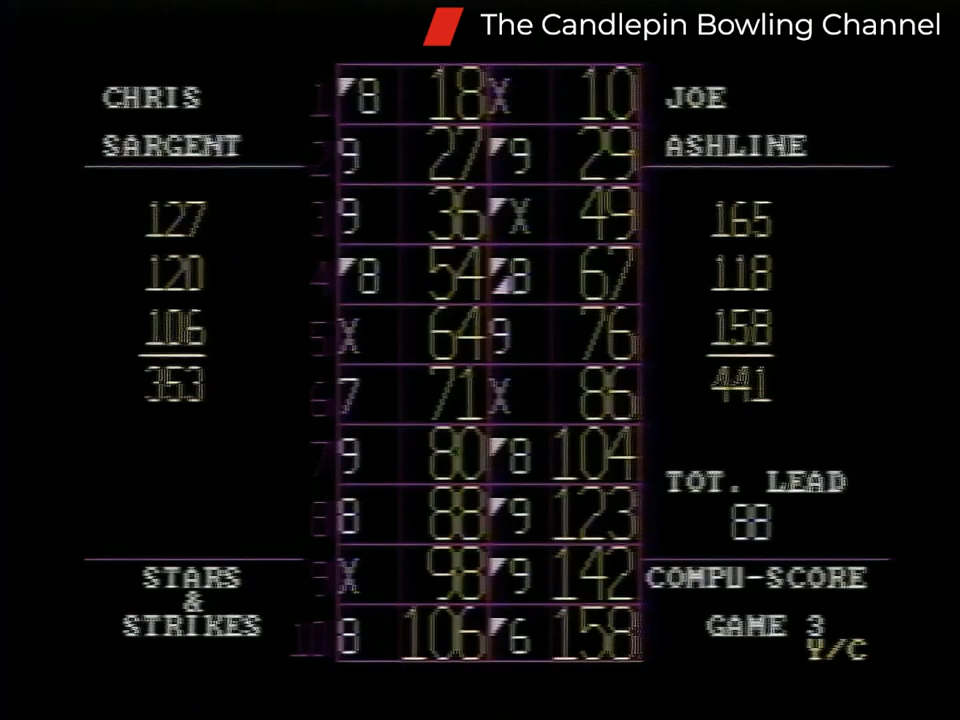 The Candlepin Bowling Channel
CHRIS
SARGENT
127
120
106
353
STARS
&
STRIKES
1 8 18 X 10
2 9 27 9 29
3 9 36 X 49
4 8 54 8 67
5 X 64 9 76
6 7 71 X 86
7 9 80 8 104
8 8 88 9 123
9 X 98 9 142
10 8 106 6 158
JOE
ASHLINE
165
118
158
441
TOT. LEAD
88
COMPU-SCORE
GAME 3
Y/C